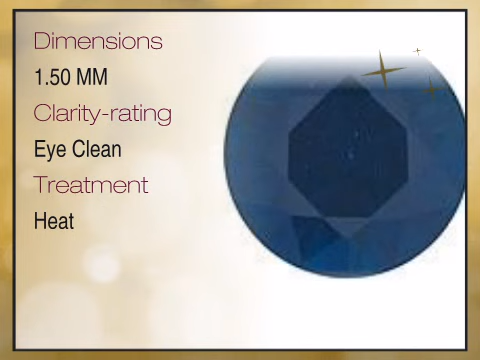 Dimensions
1.50 MM
Clarity-rating
Eye Clean
Treatment
Heat